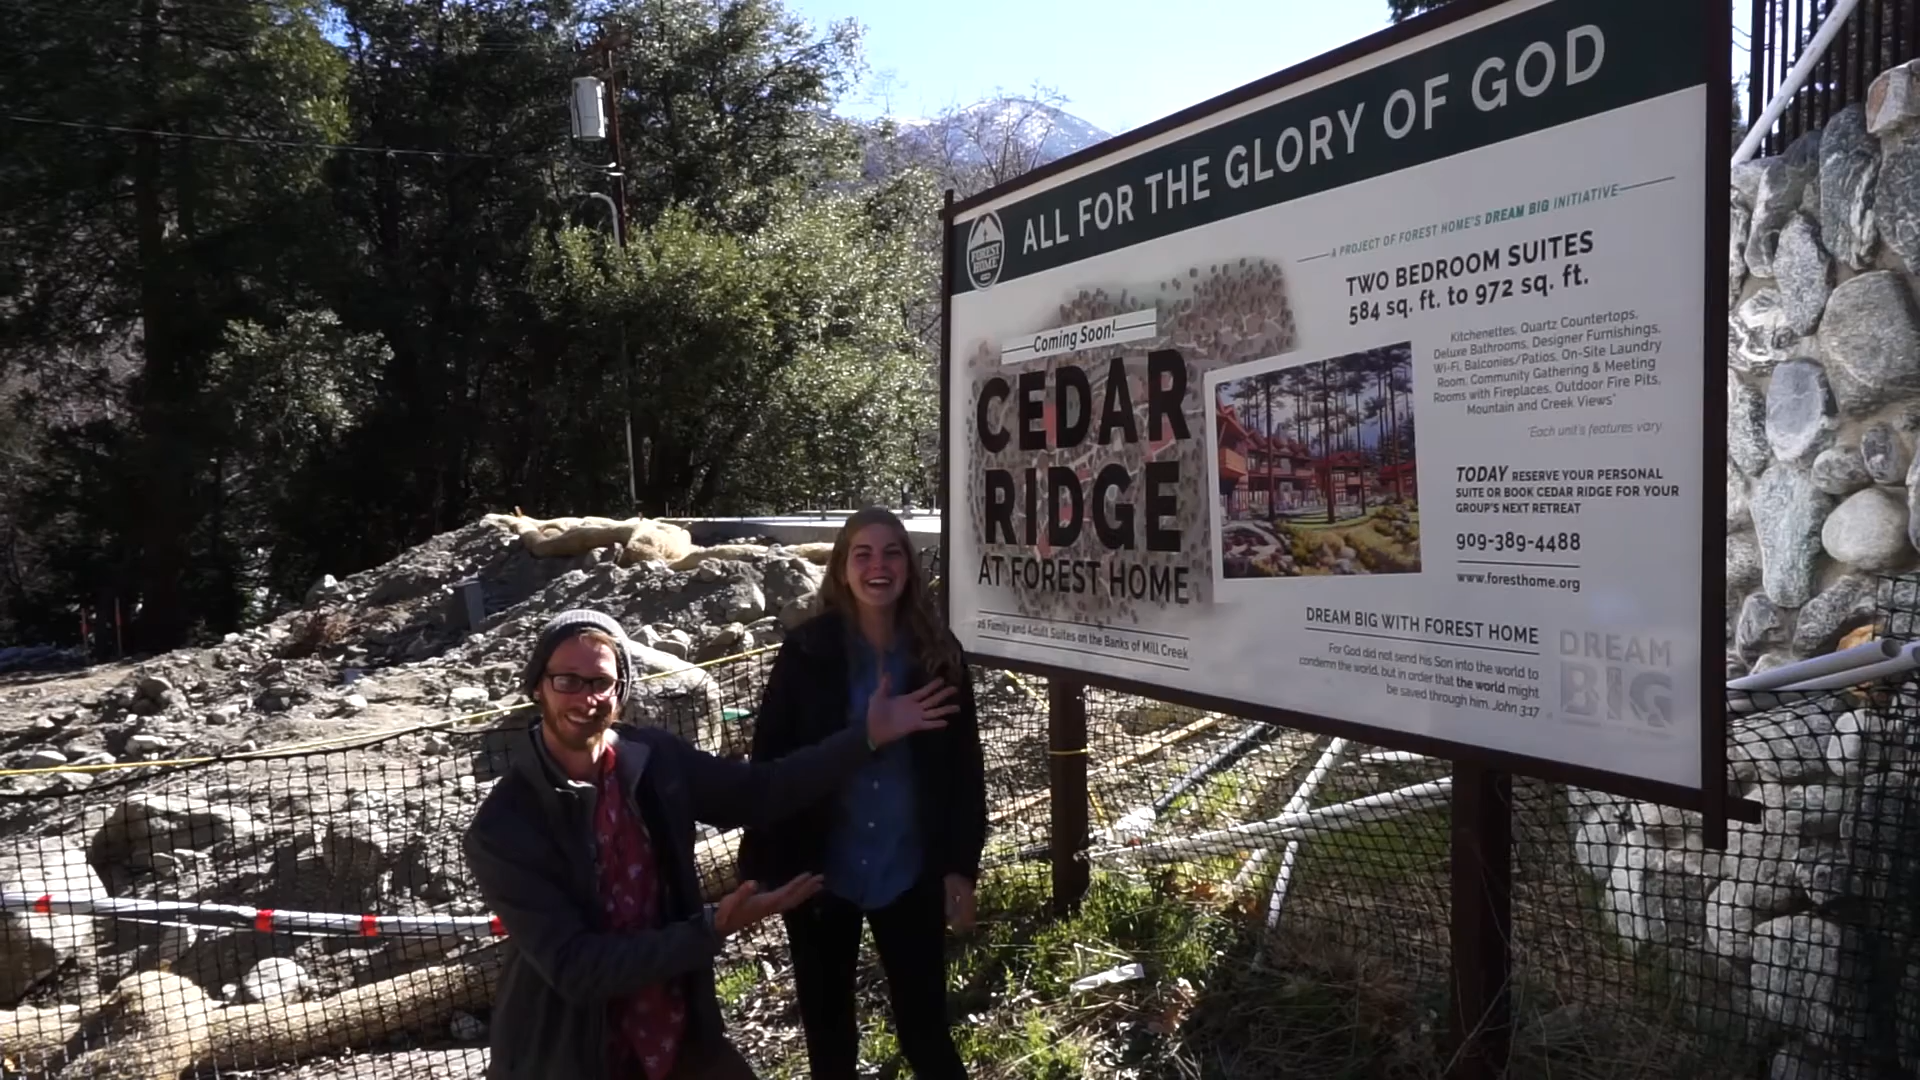 ALL FOR THE GLORY OF GOD
FOREST
HOME
A PROJECT OF FOREST HOME'S DREAM BIG INITIATIVE
TWO BEDROOM SUITES
584 sq. ft. to 972 sq. ft.
Coming Soon!
CEDAR
RIDGE
AT FOREST HOME
26 Family and Adult Suites on the Banks of Mill Creek
Kitchenettes, Quartz Countertops,
Deluxe Bathrooms, Designer Furnishings,
Wi-Fi, Balconies/Patios, On-Site Laundry
Room, Community Gathering & Meeting
Rooms with Fireplaces, Outdoor Fire Pits,
Mountain and Creek Views*
*Each unit's features vary.
TODAY RESERVE YOUR PERSONAL
SUITE OR BOOK CEDAR RIDGE FOR YOUR
GROUP'S NEXT RETREAT
909-389-4488
www.foresthome.org
DREAM BIG WITH FOREST HOME
For God did not send his Son into the world to
condemn the world, but in order that the world might
be saved through him. John 3:17
DREAM
BIG